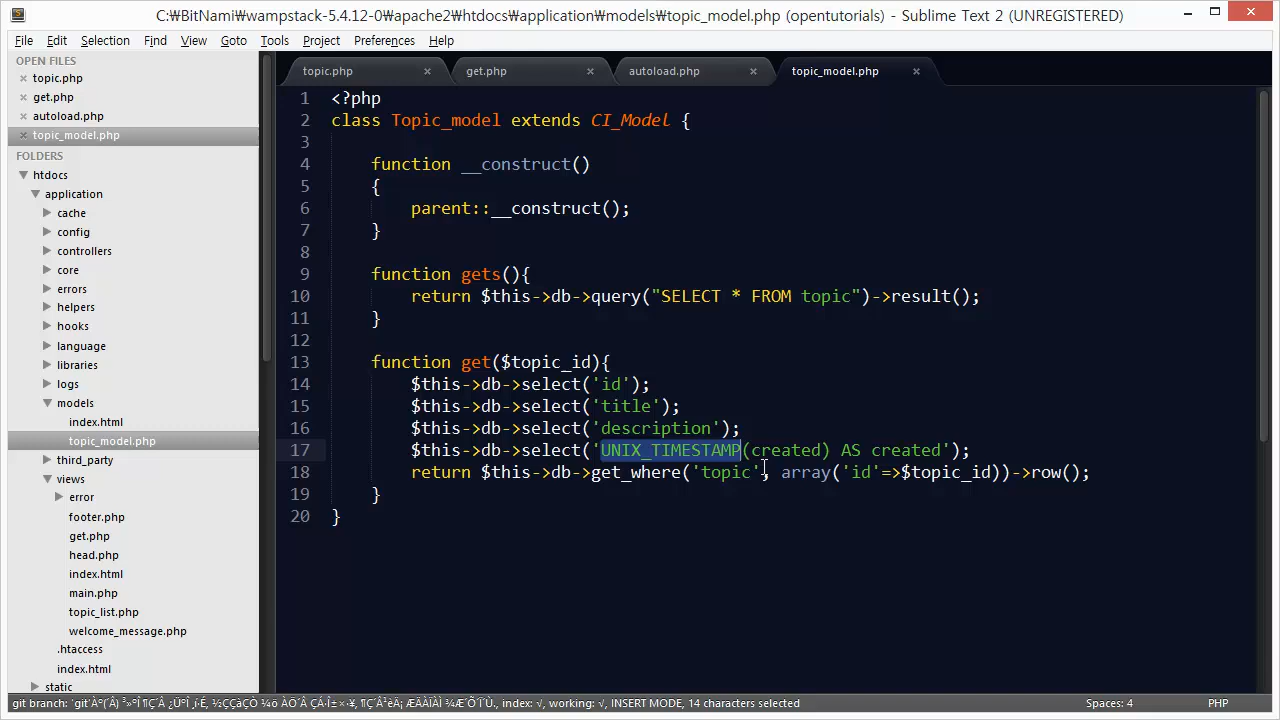 C:₩BitNami₩wampstack-5.4.12-0₩apache2₩htdocs₩application₩models₩topic_model.php (opentutorials) - Sublime Text 2 (UNREGISTERED)
File Edit Selection Find View Goto Tools Project Preferences Help
OPEN FILES
topic.php
get.php
autoload.php
topic_model.php
FOLDERS
htdocs
application
cache
config
controllers
core
errors
helpers
hooks
language
libraries
logs
models
index.html
topic_model.php
third_party
views
error
footer.php
get.php
head.php
index.html
main.php
topic_list.php
welcome_message.php
.htaccess
index.html
static
topic.php get.php autoload.php topic_model.php
1 <?php
2 class Topic_model extends CI_Model {
3
4 function __construct()
5 {
6 parent::__construct();
7 }
8
9 function gets(){
10 return $this->db->query("SELECT * FROM topic")->result();
11 }
12
13 function get($topic_id){
14 $this->db->select('id');
15 $this->db->select('title');
16 $this->db->select('description');
17 $this->db->select('UNIX_TIMESTAMP(created) AS created');
18 return $this->db->get_where('topic', array('id'=>$topic_id))->row();
19 }
20 }
git branch: index: √, working: √, INSERT MODE, 14 characters selected
Spaces: 4
PHP